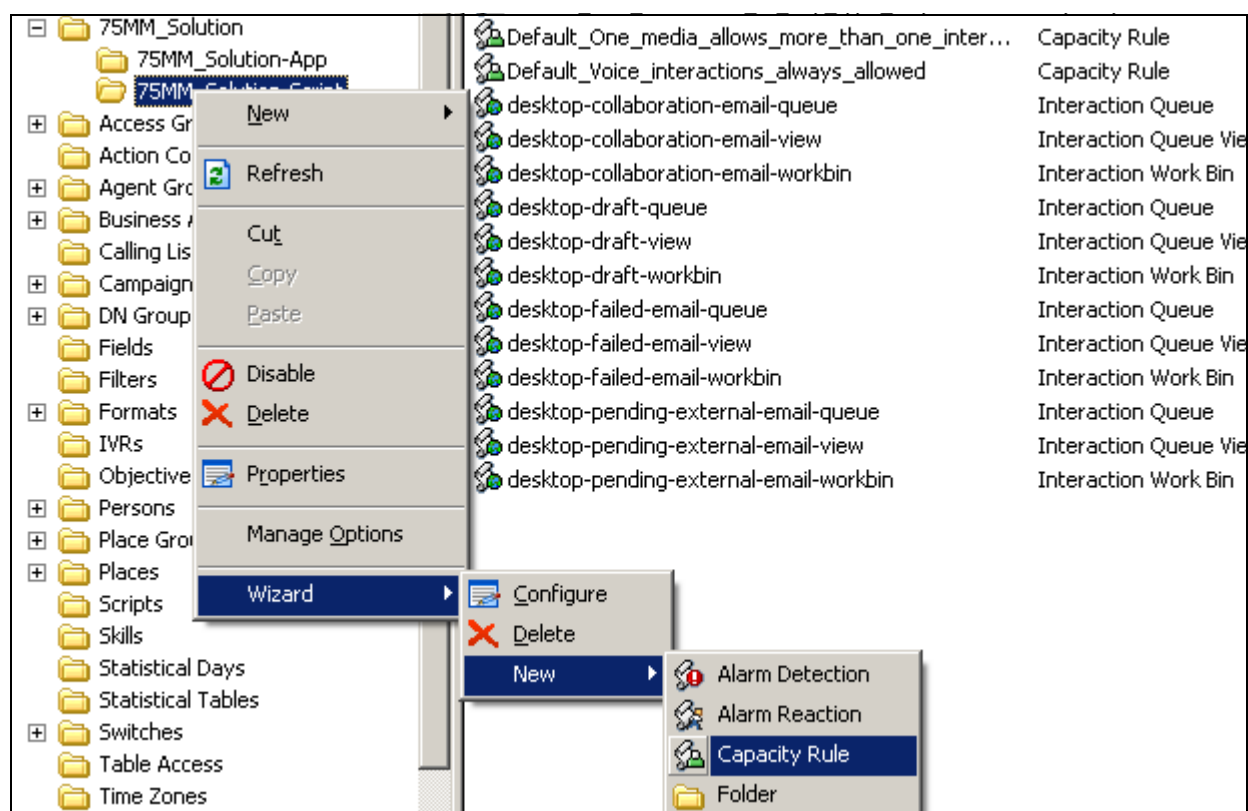 75MM_Solution
75MM_Solution-App
75MM_Solution-Script
Access Gr
Action Co
Agent Gro
Business A
Calling Lis
Campaign
DN Group
Fields
Filters
Formats
IVRs
Objective
Persons
Place Grou
Places
Scripts
Skills
Statistical Days
Statistical Tables
Switches
Table Access
Time Zones
New
Refresh
Cut
Copy
Paste
Disable
Delete
Properties
Manage Options
Wizard
Configure
Delete
New
Alarm Detection
Alarm Reaction
Capacity Rule
Folder
Default_One_media_allows_more_than_one_inter... Capacity Rule
Default_Voice_interactions_always_allowed Capacity Rule
desktop-collaboration-email-queue Interaction Queue
desktop-collaboration-email-view Interaction Queue Vie
desktop-collaboration-email-workbin Interaction Work Bin
desktop-draft-queue Interaction Queue
desktop-draft-view Interaction Queue Vie
desktop-draft-workbin Interaction Work Bin
desktop-failed-email-queue Interaction Queue
desktop-failed-email-view Interaction Queue Vie
desktop-failed-email-workbin Interaction Work Bin
desktop-pending-external-email-queue Interaction Queue
desktop-pending-external-email-view Interaction Queue Vie
desktop-pending-external-email-workbin Interaction Work Bin